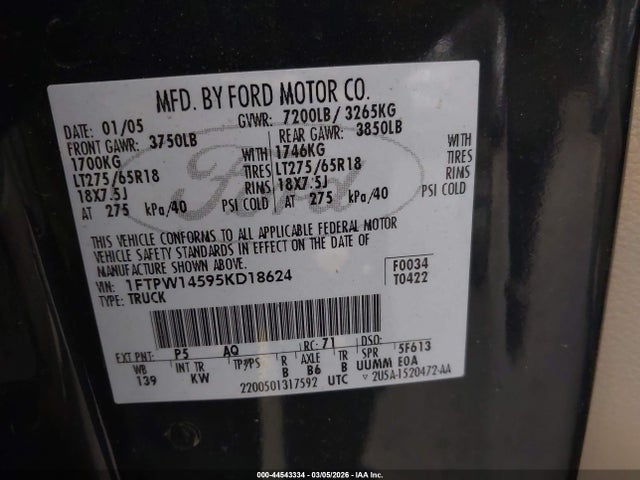 MFD. BY FORD MOTOR CO.
DATE: 01/05 GVWR: 7200LB / 3265KG
FRONT GAWR: 3750LB REAR GAWR: 3850LB
1700KG WITH 1746KG WITH
LT275/65R18 TIRES LT275/65R18 TIRES
18X7.5J RIMS 18X7.5J RIMS
AT 275 kPa/40 PSI COLD AT 275 kPa/40 PSI COLD
Ford
THIS VEHICLE CONFORMS TO ALL APPLICABLE FEDERAL MOTOR
VEHICLE SAFETY STANDARDS IN EFFECT ON THE DATE OF
MANUFACTURE SHOWN ABOVE.
VIN: 1FTPW14595KD18624 F0034
TYPE: TRUCK T0422
EXT PNT: P5 AQ RC: 71 DSO:
WB INT TR TP/PS R AXLE TR SPR 5F613
139 KW B B6 B UUMM EOA
2200501317592 UTC ▽ 2U5A-1520472-AA
000-44543334 - 03/05/2026 - IAA Inc.